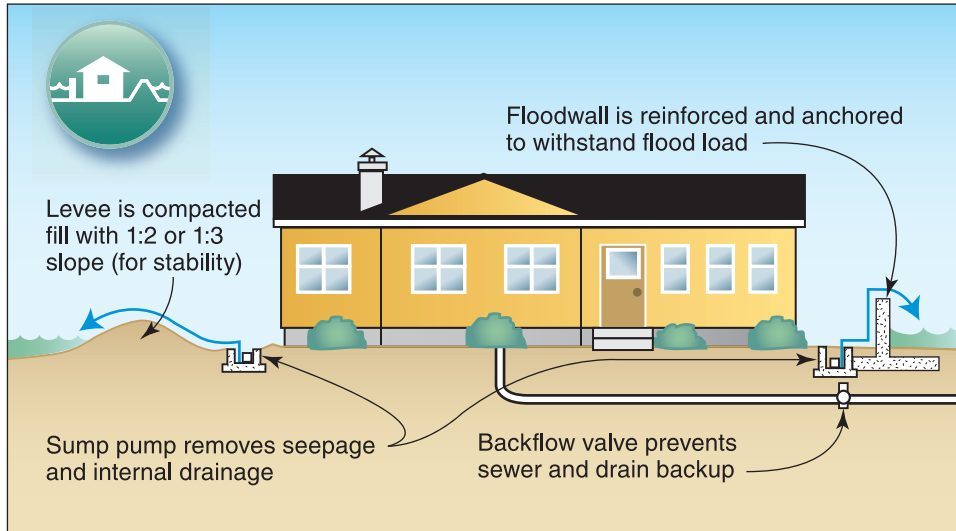 Floodwall is reinforced and anchored
to withstand flood load
Levee is compacted
fill with 1:2 or 1:3
slope (for stability)
Sump pump removes seepage
and internal drainage
Backflow valve prevents
sewer and drain backup